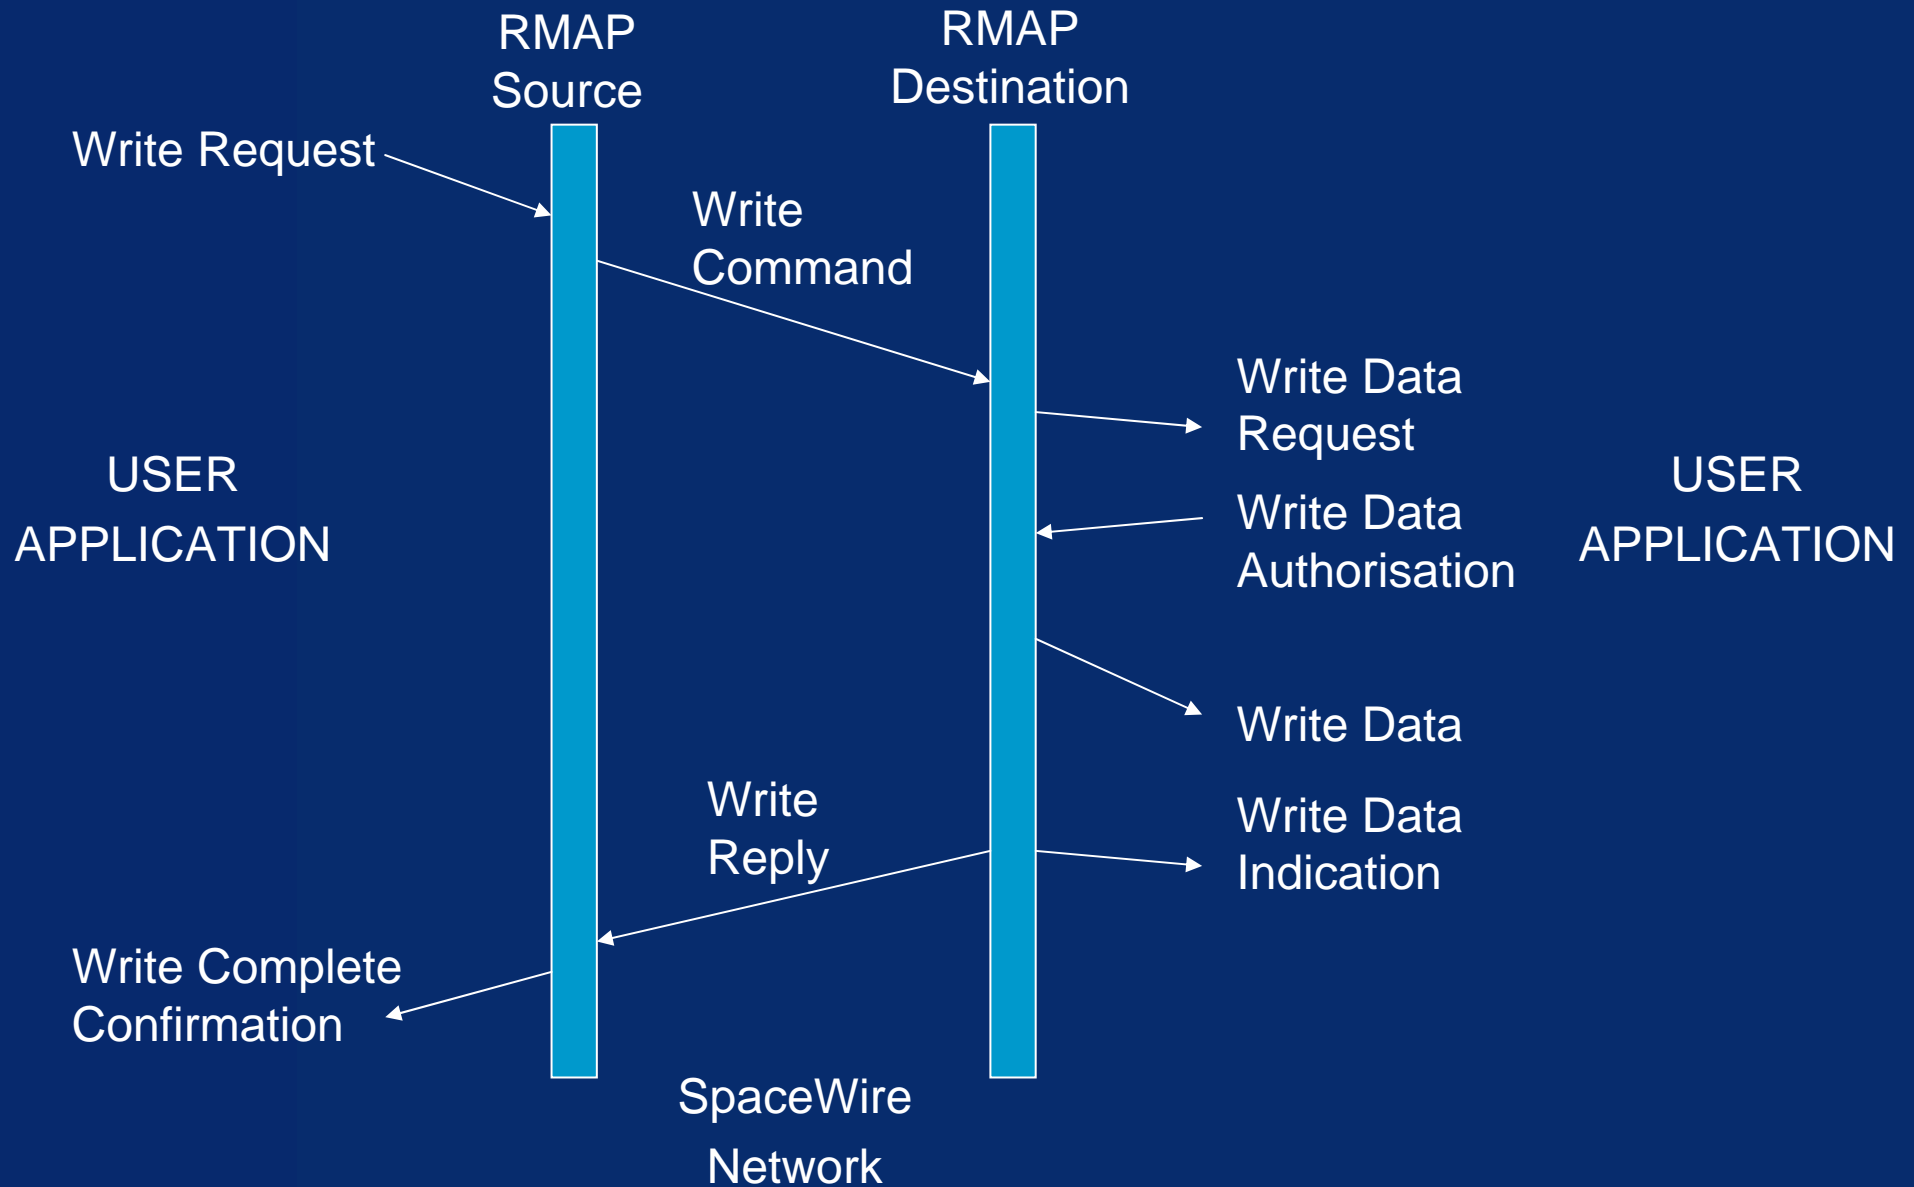 RMAP
Source
RMAP
Destination
Write Request
Write
Command
Write Data
Request
USER
APPLICATION
Write Data
Authorisation
USER
APPLICATION
Write Data
Write
Reply
Write Data
Indication
Write Complete
Confirmation
SpaceWire
Network